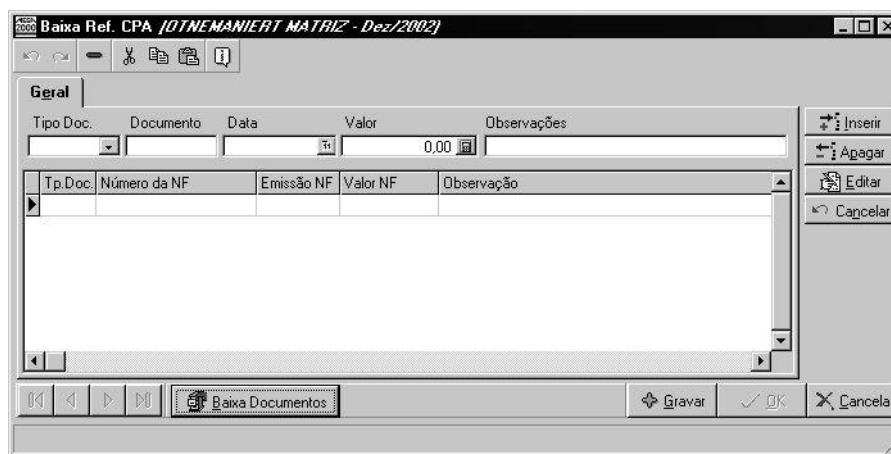 Baixa Ref. CPA (OTNEMANIERT MATRIZ - Dez/2002)
Geral
Tipo Doc. Documento Data Valor Observações
0,00
Inserir
Apagar
Editar
Cancelar
Tp.Doc. Número da NF Emissão NF Valor NF Observação
Baixa Documentos Gravar OK Cancela